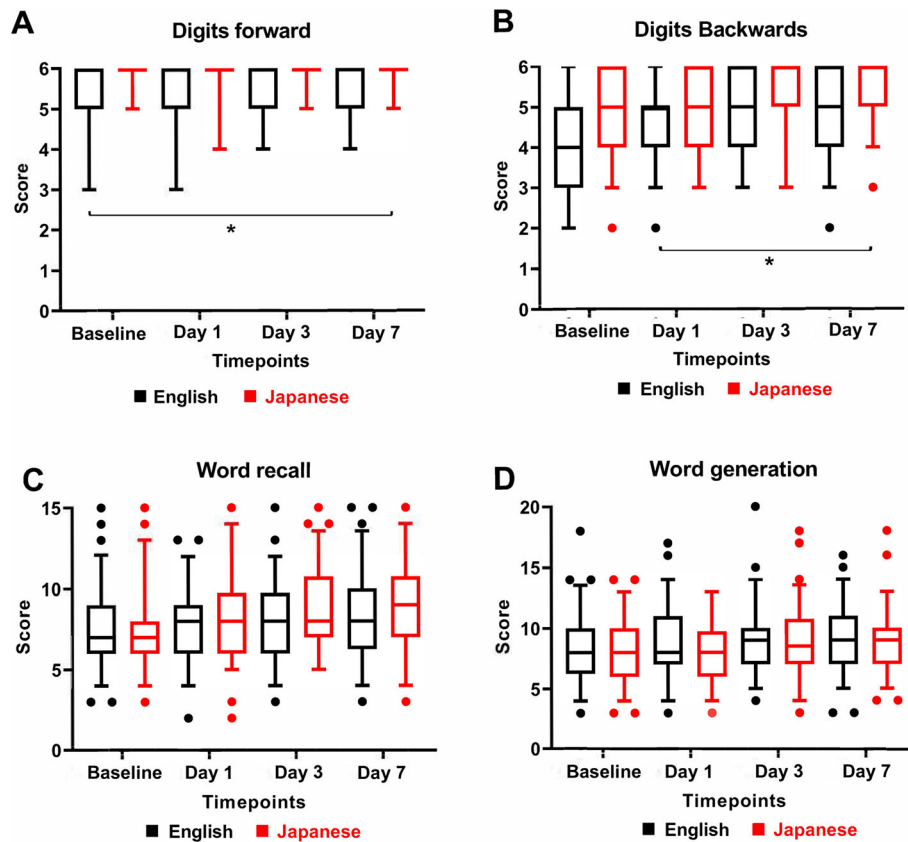 A
Digits forward
6
5
4
3
2
1
0
Score
*
Baseline Day 1 Day 3 Day 7
Timepoints
English Japanese
B
Digits Backwards
6
5
4
3
2
1
0
Score
*
Baseline Day 1 Day 3 Day 7
Timepoints
English Japanese
C
Word recall
15
10
5
0
Score
Baseline Day 1 Day 3 Day 7
Timepoints
English Japanese
D
Word generation
20
15
10
5
0
Score
Baseline Day 1 Day 3 Day 7
Timepoints
English Japanese